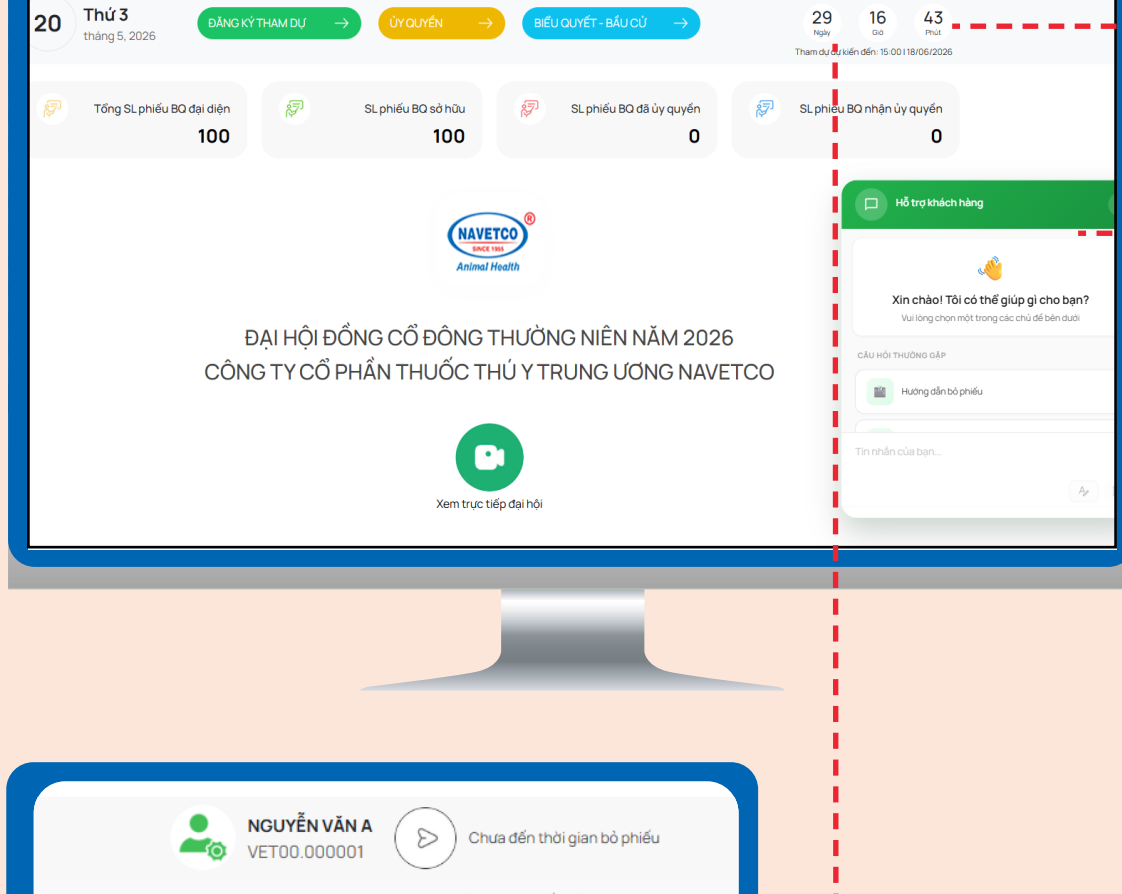 20
Thứ 3
tháng 5, 2026
ĐĂNG KÝ THAM DỰ
ỦY QUYỀN
BIỂU QUYẾT - BẦU CỬ
29
Ngày
16
Giờ
43
Phút
Tham dự dự kiến đến: 15:00 | 18/06/2026
Tổng SL phiếu BQ đại diện
100
SL phiếu BQ sở hữu
100
SL phiếu BQ đã ủy quyền
0
SL phiếu BQ nhận ủy quyền
0
NAVETCO
®
SINCE 1955
Animal Health
ĐẠI HỘI ĐỒNG CỔ ĐÔNG THƯỜNG NIÊN NĂM 2026
CÔNG TY CỔ PHẦN THUỐC THÚ Y TRUNG ƯƠNG NAVETCO
Xem trực tiếp đại hội
Hỗ trợ khách hàng
Xin chào! Tôi có thể giúp gì cho bạn?
Vui lòng chọn một trong các chủ đề bên dưới
CÂU HỎI THƯỜNG GẶP
Hướng dẫn bỏ phiếu
Tin nhắn của bạn...
NGUYỄN VĂN A
VET00.000001
Chưa đến thời gian bỏ phiếu